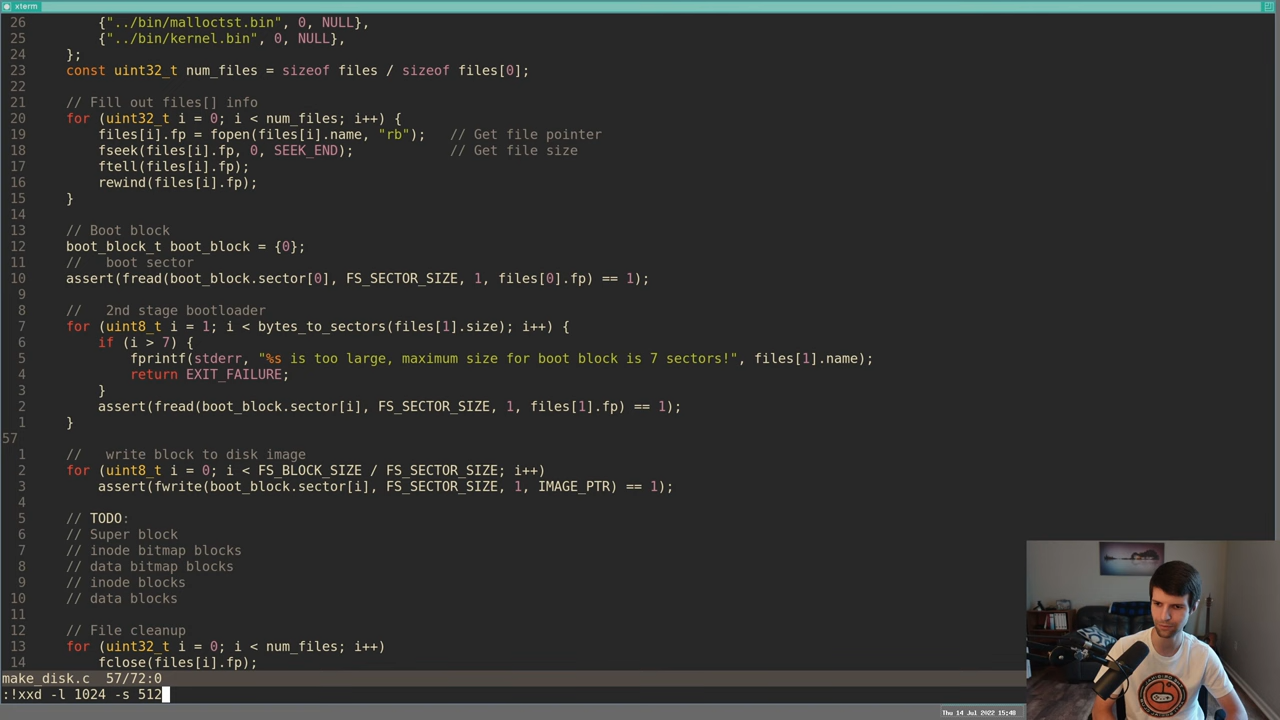 xterm
26 {"../bin/malloctst.bin", 0, NULL},
25 {"../bin/kernel.bin", 0, NULL},
24 };
23 const uint32_t num_files = sizeof files / sizeof files[0];
22
21 // Fill out files[] info
20 for (uint32_t i = 0; i < num_files; i++) {
19 files[i].fp = fopen(files[i].name, "rb"); // Get file pointer
18 fseek(files[i].fp, 0, SEEK_END); // Get file size
17 ftell(files[i].fp);
16 rewind(files[i].fp);
15 }
14
13 // Boot block
12 boot_block_t boot_block = {0};
11 // boot sector
10 assert(fread(boot_block.sector[0], FS_SECTOR_SIZE, 1, files[0].fp) == 1);
9
8 // 2nd stage bootloader
7 for (uint8_t i = 1; i < bytes_to_sectors(files[1].size); i++) {
6 if (i > 7) {
5 fprintf(stderr, "%s is too large, maximum size for boot block is 7 sectors!", files[1].name);
4 return EXIT_FAILURE;
3 }
2 assert(fread(boot_block.sector[i], FS_SECTOR_SIZE, 1, files[1].fp) == 1);
1 }
57
1 // write block to disk image
2 for (uint8_t i = 0; i < FS_BLOCK_SIZE / FS_SECTOR_SIZE; i++)
3 assert(fwrite(boot_block.sector[i], FS_SECTOR_SIZE, 1, IMAGE_PTR) == 1);
4
5 // TODO:
6 // Super block
7 // inode bitmap blocks
8 // data bitmap blocks
9 // inode blocks
10 // data blocks
11
12 // File cleanup
13 for (uint32_t i = 0; i < num_files; i++)
14 fclose(files[i].fp);
make_disk.c 57/72:0
:!xxd -l 1024 -s 512
Thu 14 Jul 2022 15:48